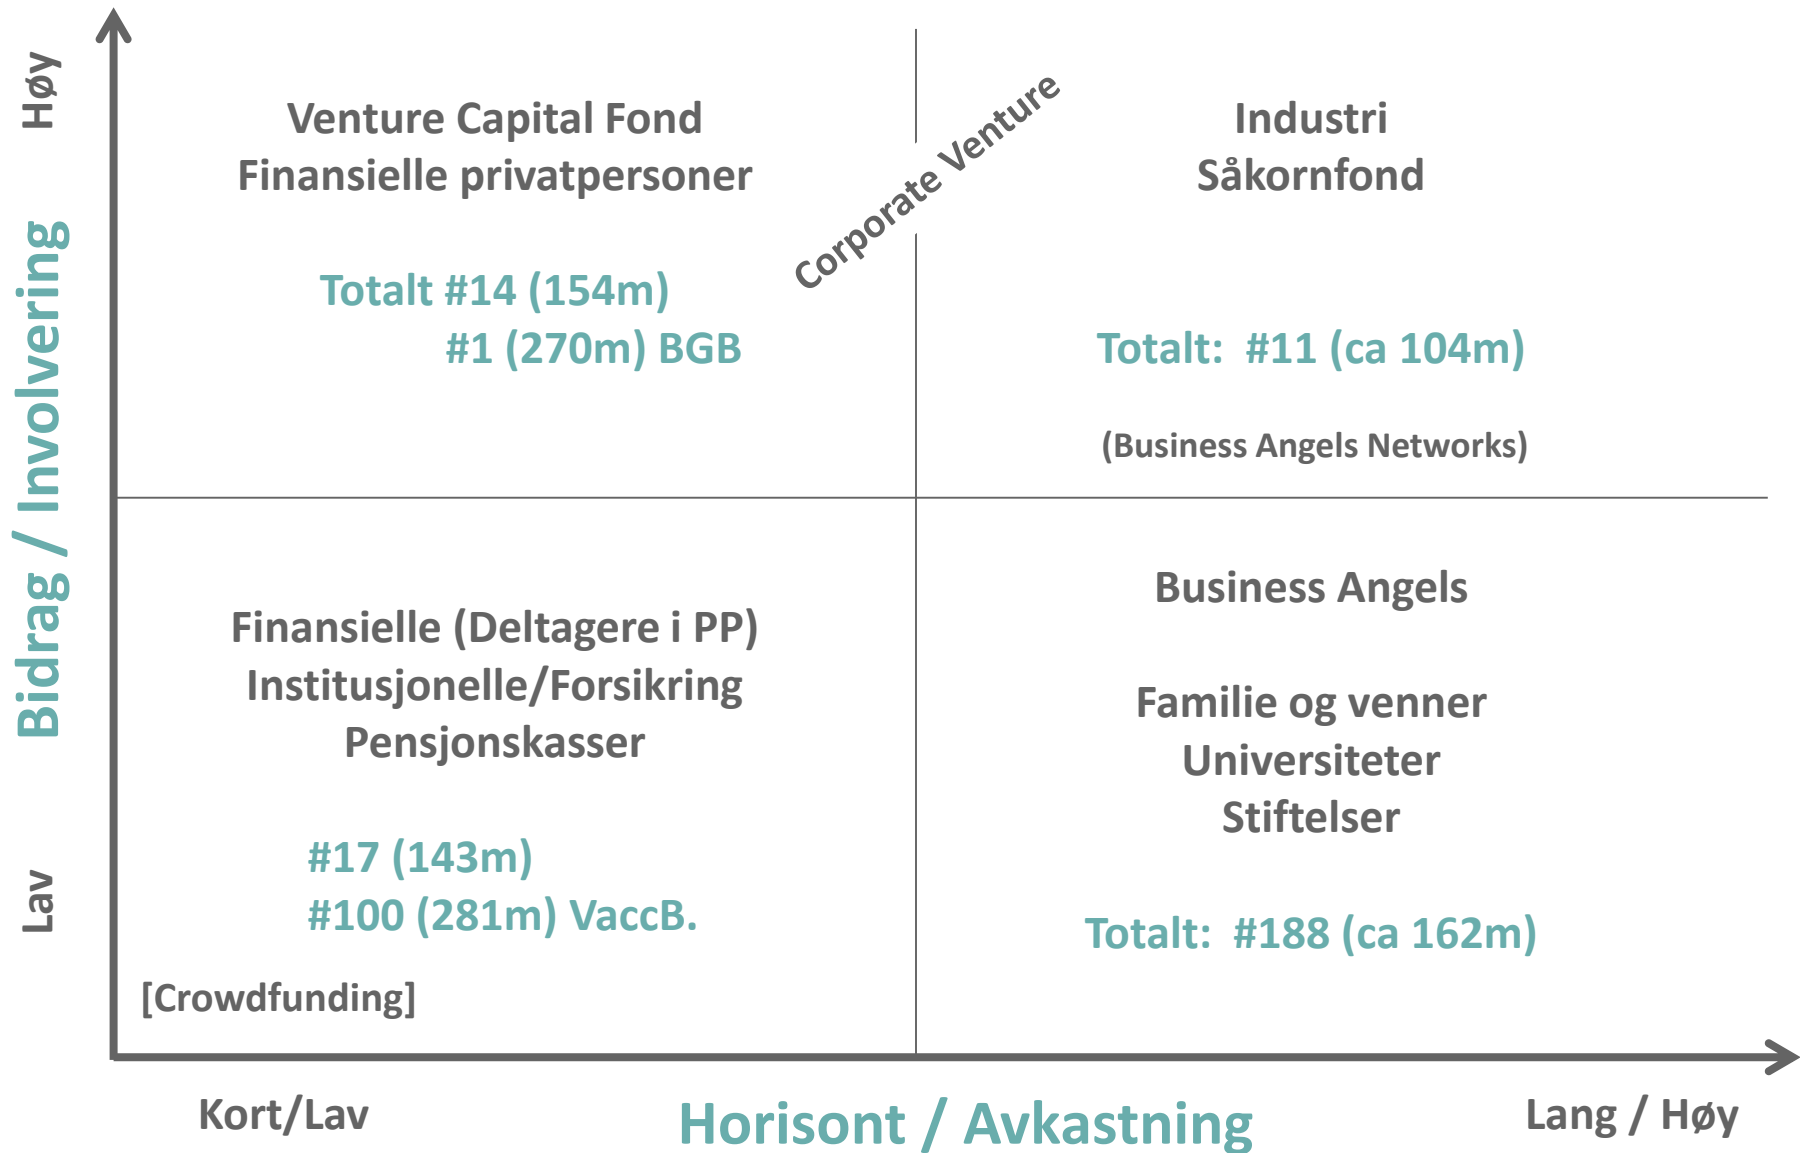 Høy
Bidrag / Involvering
Lav
Venture Capital Fond
Finansielle privatpersoner
Totalt #14 (154m)
#1 (270m) BGB
Corporate Venture
Industri
Såkornfond
Totalt: #11 (ca 104m)
(Business Angels Networks)
Finansielle (Deltagere i PP)
Institusjonelle/Forsikring
Pensjonskasser
#17 (143m)
#100 (281m) VaccB.
[Crowdfunding]
Business Angels
Familie og venner
Universiteter
Stiftelser
Totalt: #188 (ca 162m)
Kort/Lav
Horisont / Avkastning
Lang / Høy